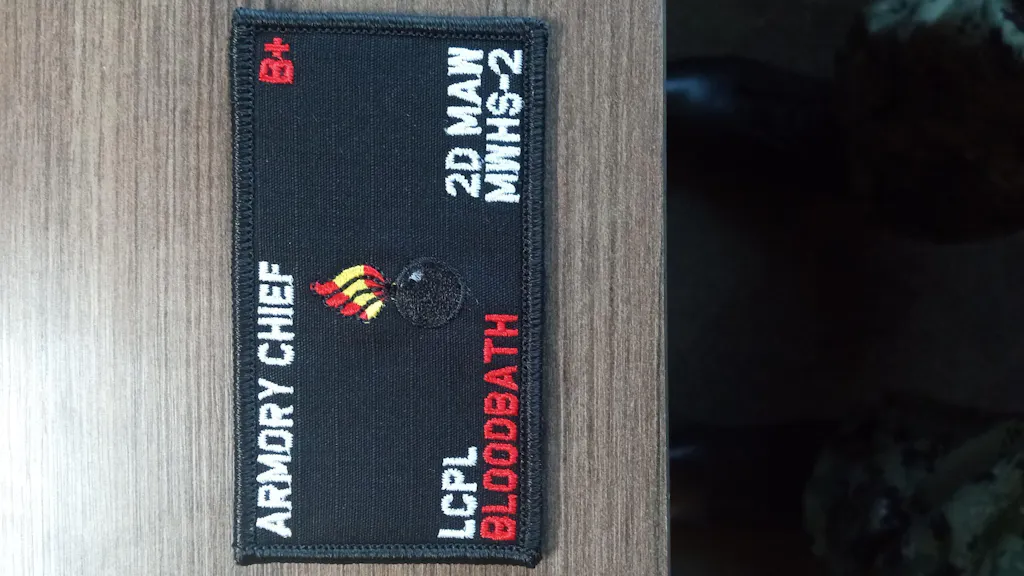 ARMORY CHIEF B+
LCPL 2D MAW
BLOODBATH MWHS-2